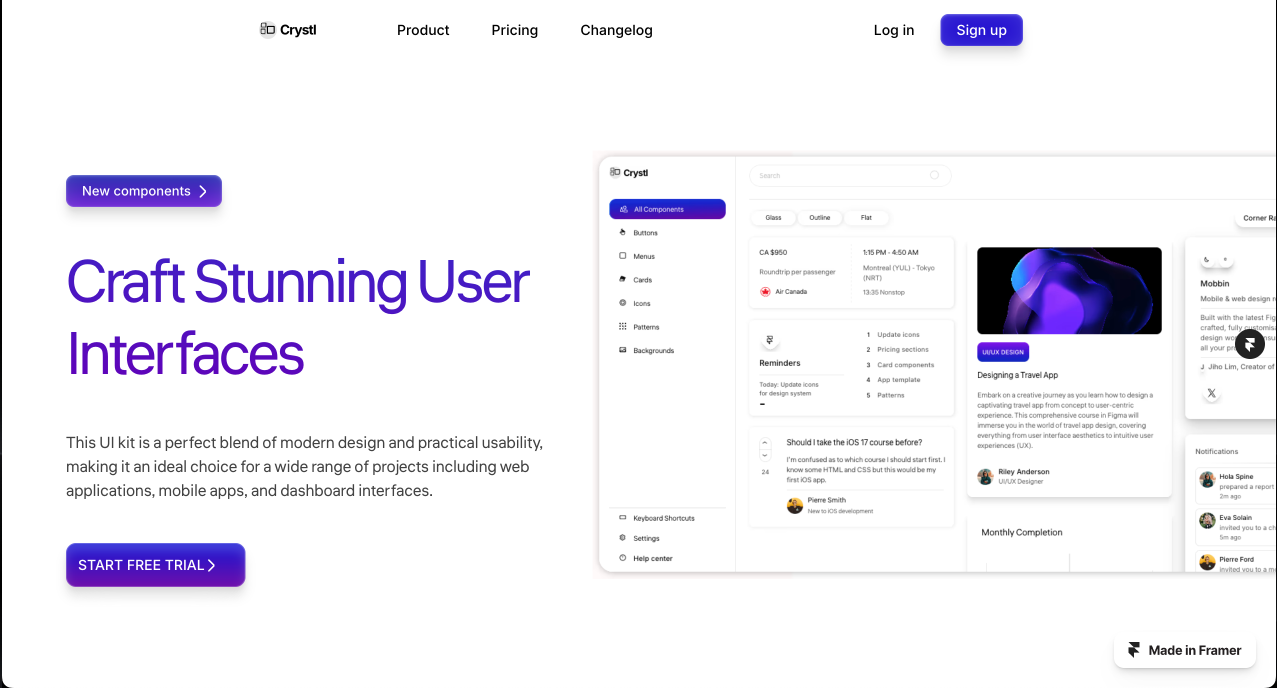 Crystl
Product
Pricing
Changelog
Log in
Sign up
New components
Craft Stunning User
Interfaces
This UI kit is a perfect blend of modern design and practical usability,
making it an ideal choice for a wide range of projects including web
applications, mobile apps, and dashboard interfaces.
START FREE TRIAL
Crystl
All Components
Buttons
Menus
Cards
Icons
Patterns
Backgrounds
Keyboard Shortcuts
Settings
Help center
Search
Glass
Outline
Flat
Corner Ra
CA $950
Roundtrip per passenger
Air Canada
1:15 PM - 4:50 AM
Montreal (YUL) - Tokyo
(NRT)
13:35 Nonstop
Reminders
Today: Update icons
for design system
1 Update icons
2 Pricing sections
3 Card components
4 App template
5 Patterns
24
Should I take the iOS 17 course before?
I'm confused as to which course I should start first. I
know some HTML and CSS but this would be my
first iOS app.
Pierre Smith
New to iOS development
UI/UX DESIGN
Designing a Travel App
Embark on a creative journey as you learn how to design a
captivating travel app from concept to user-centric
experience. This comprehensive course in Figma will
immerse you in the world of travel app design, covering
everything from user interface aesthetics to intuitive user
experiences (UX).
Riley Anderson
UI/UX Designer
Monthly Completion
Mobbin
Mobile & web design r
Built with the latest Fig
crafted, fully customisa
design
all your pr
J Jiho Lim, Creator of
Notifications
Hola Spine
prepared a report
2m ago
Eva Solain
invited you to a ch
5m ago
Pierre Ford
invited you to a m
Made in Framer